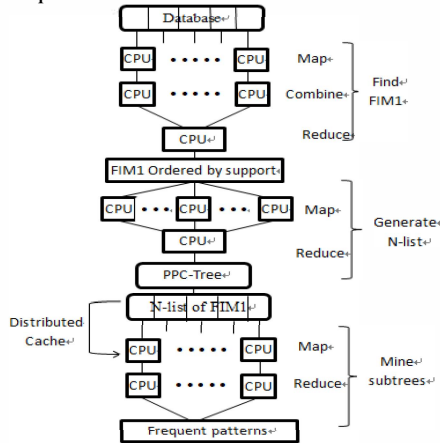 Database
CPU ..... CPU Map
CPU CPU Combine
Find FIM1
..... 
CPU Reduce
FIM1 Ordered by support
CPU ... CPU ... CPU Map
Generate N-list
CPU Reduce
PPC-Tree
N-list of FIM1
Distributed Cache
CPU ..... CPU Map
Mine subtrees
CPU ..... CPU Reduce
Frequent patterns